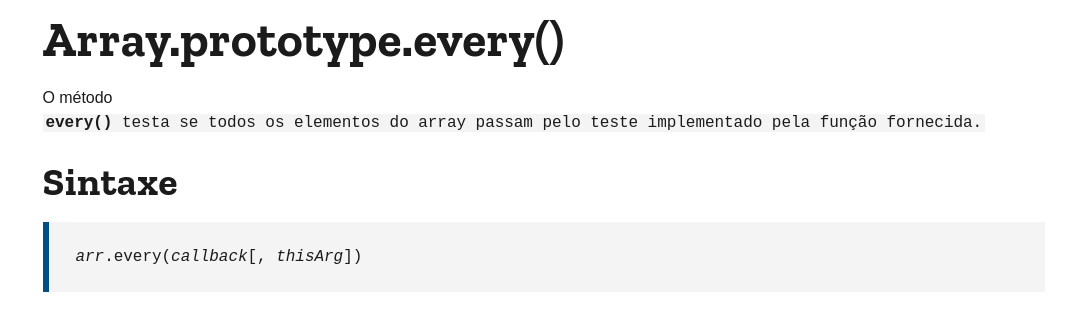 Array.prototype.every()
O método
every() testa se todos os elementos do array passam pelo teste implementado pela função fornecida.
Sintaxe
arr.every(callback[, thisArg])